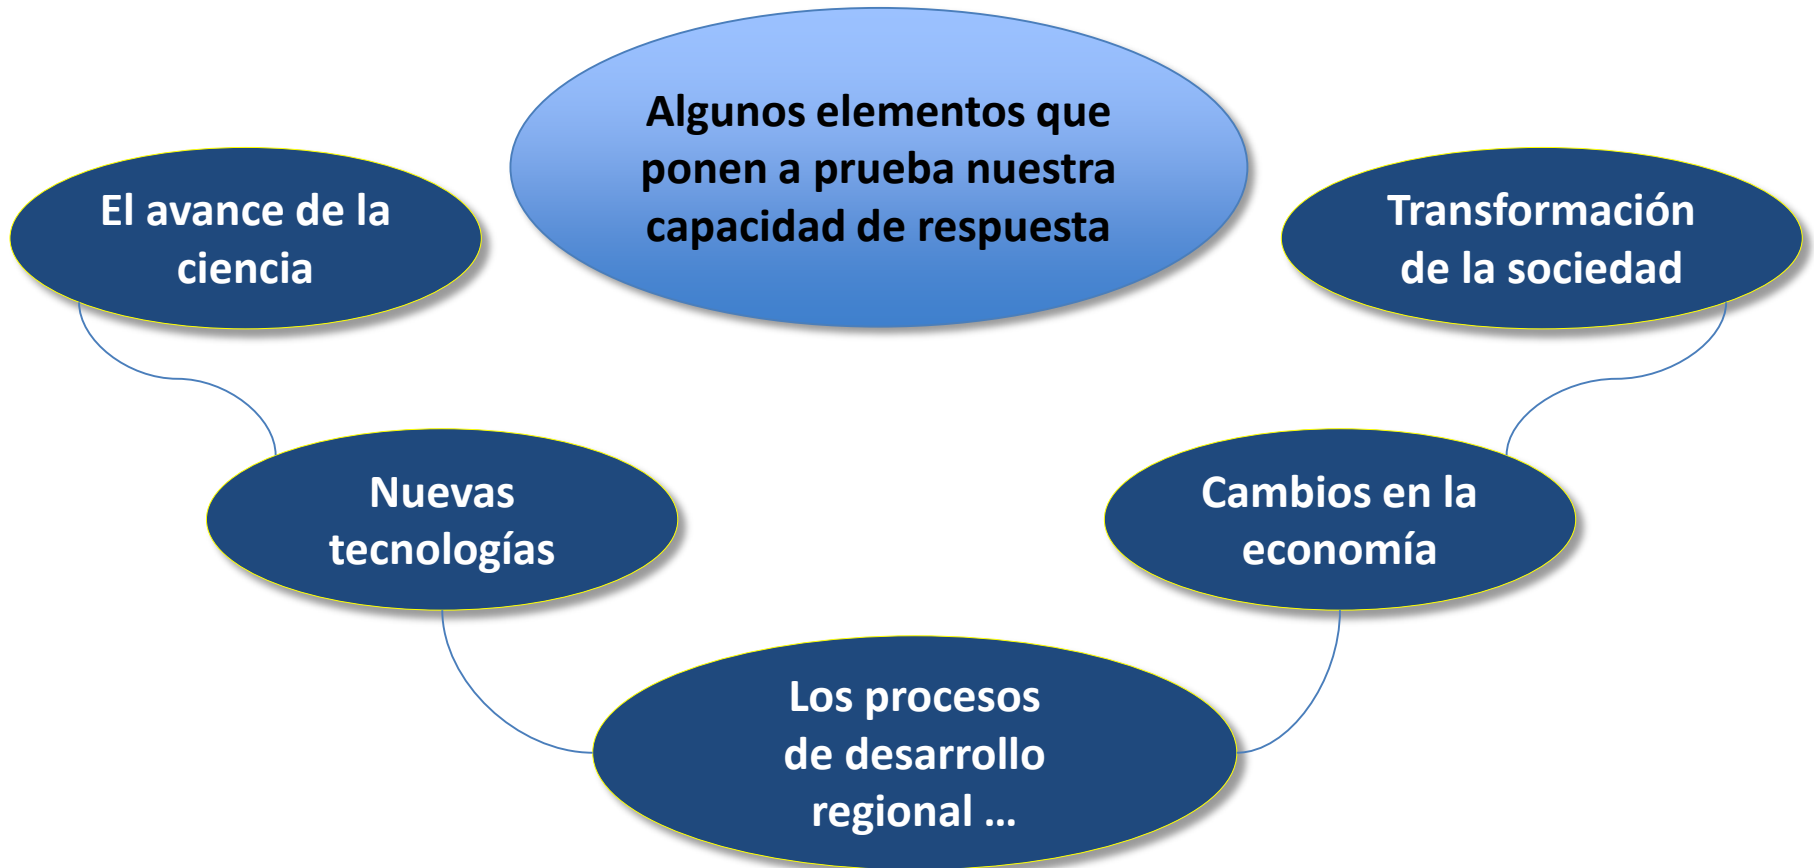 Algunos elementos que
ponen a prueba nuestra
capacidad de respuesta
El avance de la
ciencia
Transformación
de la sociedad
Nuevas
tecnologías
Cambios en la
economía
Los procesos
de desarrollo
regional ...